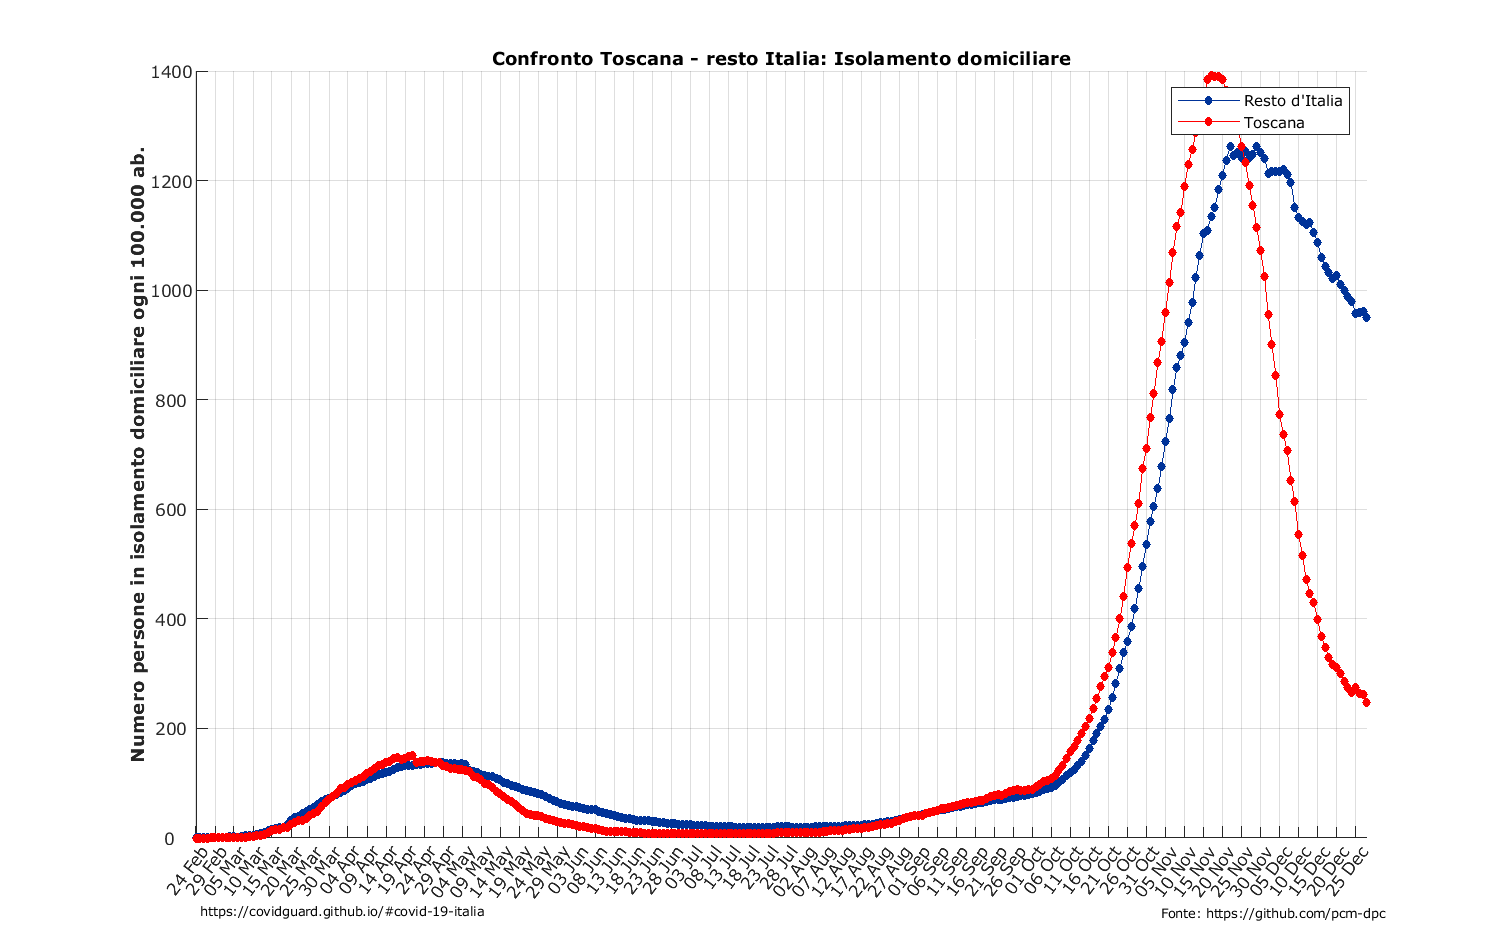 Confronto Toscana - resto Italia: Isolamento domiciliare
Numero persone in isolamento domiciliare ogni 100.000 ab.
1400
1200
1000
800
600
400
200
0
Resto d'Italia
Toscana
24 Feb
29 Feb
05 Mar
10 Mar
15 Mar
20 Mar
25 Mar
30 Mar
04 Apr
09 Apr
14 Apr
19 Apr
24 Apr
29 Apr
04 May
09 May
14 May
19 May
24 May
29 May
03 Jun
08 Jun
13 Jun
18 Jun
23 Jun
28 Jun
03 Jul
08 Jul
13 Jul
18 Jul
23 Jul
28 Jul
02 Aug
07 Aug
12 Aug
17 Aug
22 Aug
27 Aug
01 Sep
06 Sep
11 Sep
16 Sep
21 Sep
26 Sep
01 Oct
06 Oct
11 Oct
16 Oct
21 Oct
26 Oct
31 Oct
05 Nov
10 Nov
15 Nov
20 Nov
25 Nov
30 Nov
05 Dec
10 Dec
15 Dec
20 Dec
25 Dec
https://covidguard.github.io/#covid-19-italia
Fonte: https://github.com/pcm-dpc